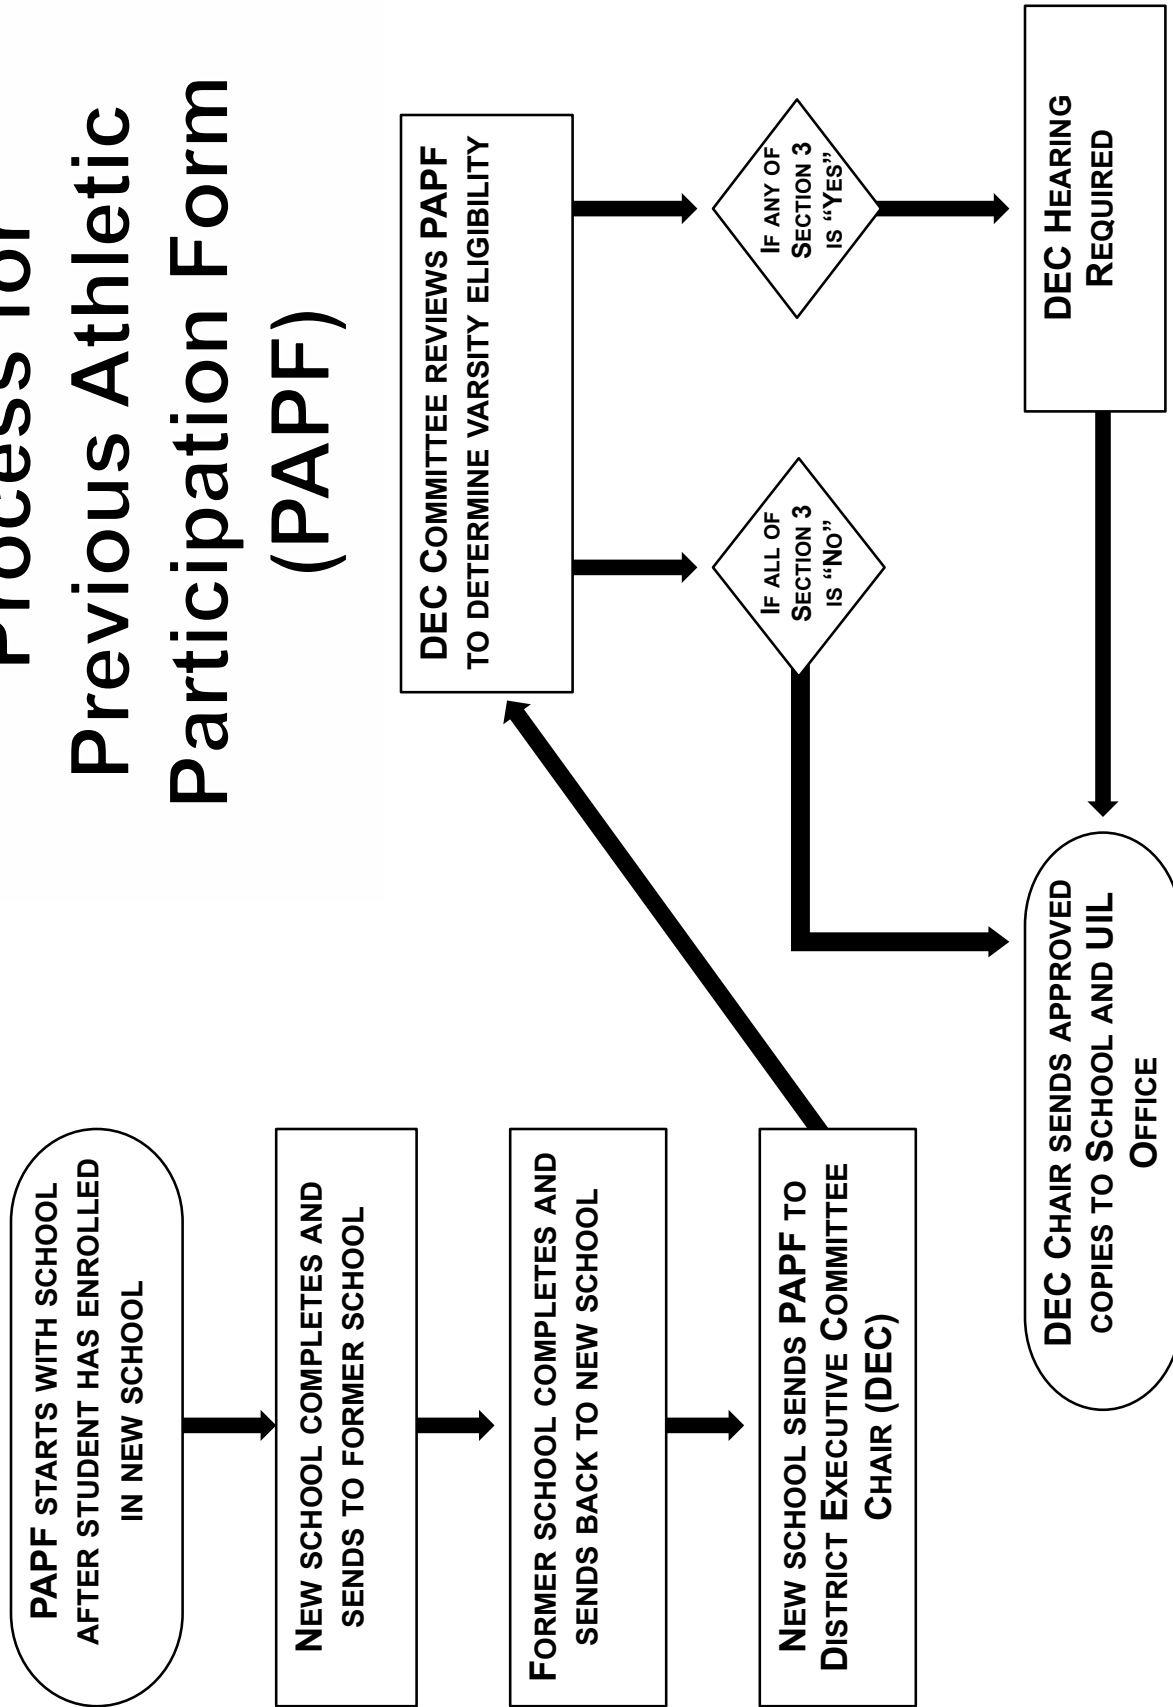 Process for
Previous Athletic
Participation Form
(PAPF)
PAPF STARTS WITH SCHOOL
AFTER STUDENT HAS ENROLLED
IN NEW SCHOOL
NEW SCHOOL COMPLETES AND
SENDS TO FORMER SCHOOL
FORMER SCHOOL COMPLETES AND
SENDS BACK TO NEW SCHOOL
NEW SCHOOL SENDS PAPF TO
DISTRICT EXECUTIVE COMMITTEE
CHAIR (DEC)
DEC COMMITTEE REVIEWS PAPF
TO DETERMINE VARSITY ELIGIBILITY
IF ALL OF
SECTION 3
IS “NO”
IF ANY OF
SECTION 3
IS “YES”
DEC HEARING
REQUIRED
DEC CHAIR SENDS APPROVED
COPIES TO SCHOOL AND UIL
OFFICE